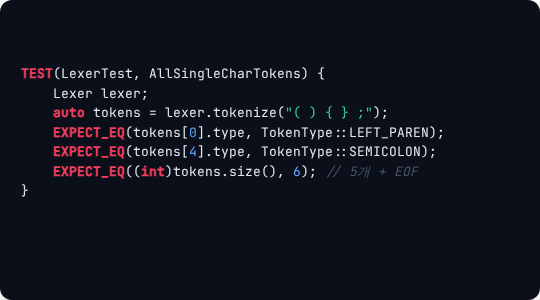 TEST(LexerTest, AllSingleCharTokens) {
    Lexer lexer;
    auto tokens = lexer.tokenize("( ) { } ;");
    EXPECT_EQ(tokens[0].type, TokenType::LEFT_PAREN);
    EXPECT_EQ(tokens[4].type, TokenType::SEMICOLON);
    EXPECT_EQ((int)tokens.size(), 6); // 5개 + EOF
}